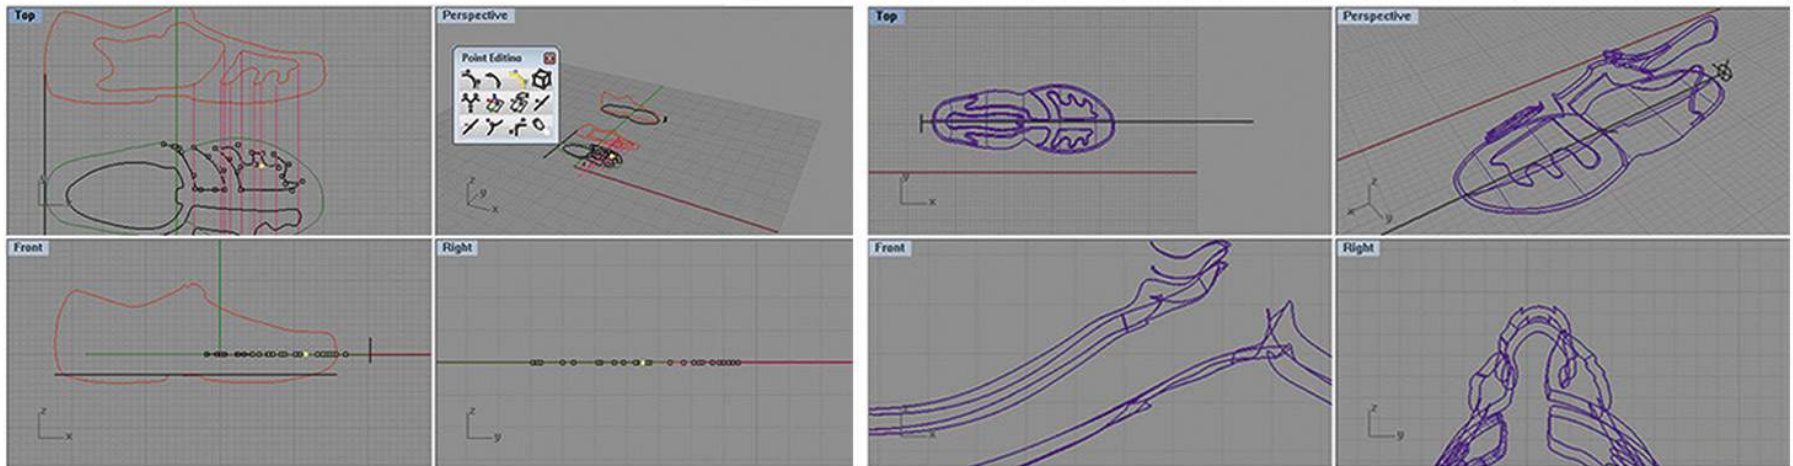 Top
Perspective
Point Editing
x
z
y
x
y
x
Front
Right
z
x
z
y
Top
Perspective
y
x
z
x
y
Front
Right
z
x
z
y